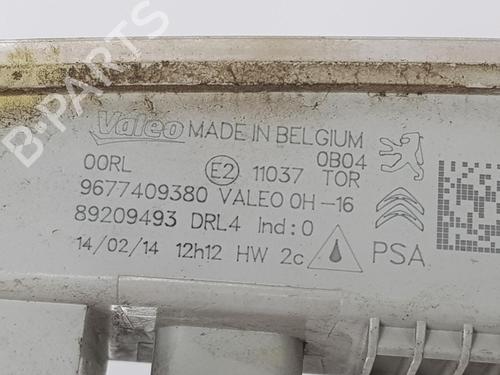 B-PARTS
Valeo MADE IN BELGIUM
00RL E2 11037 0B04 TOR
9677409380 VALEO 0H-16
89209493 DRL4 Ind:0
14/02/14 12h12 HW 2c PSA